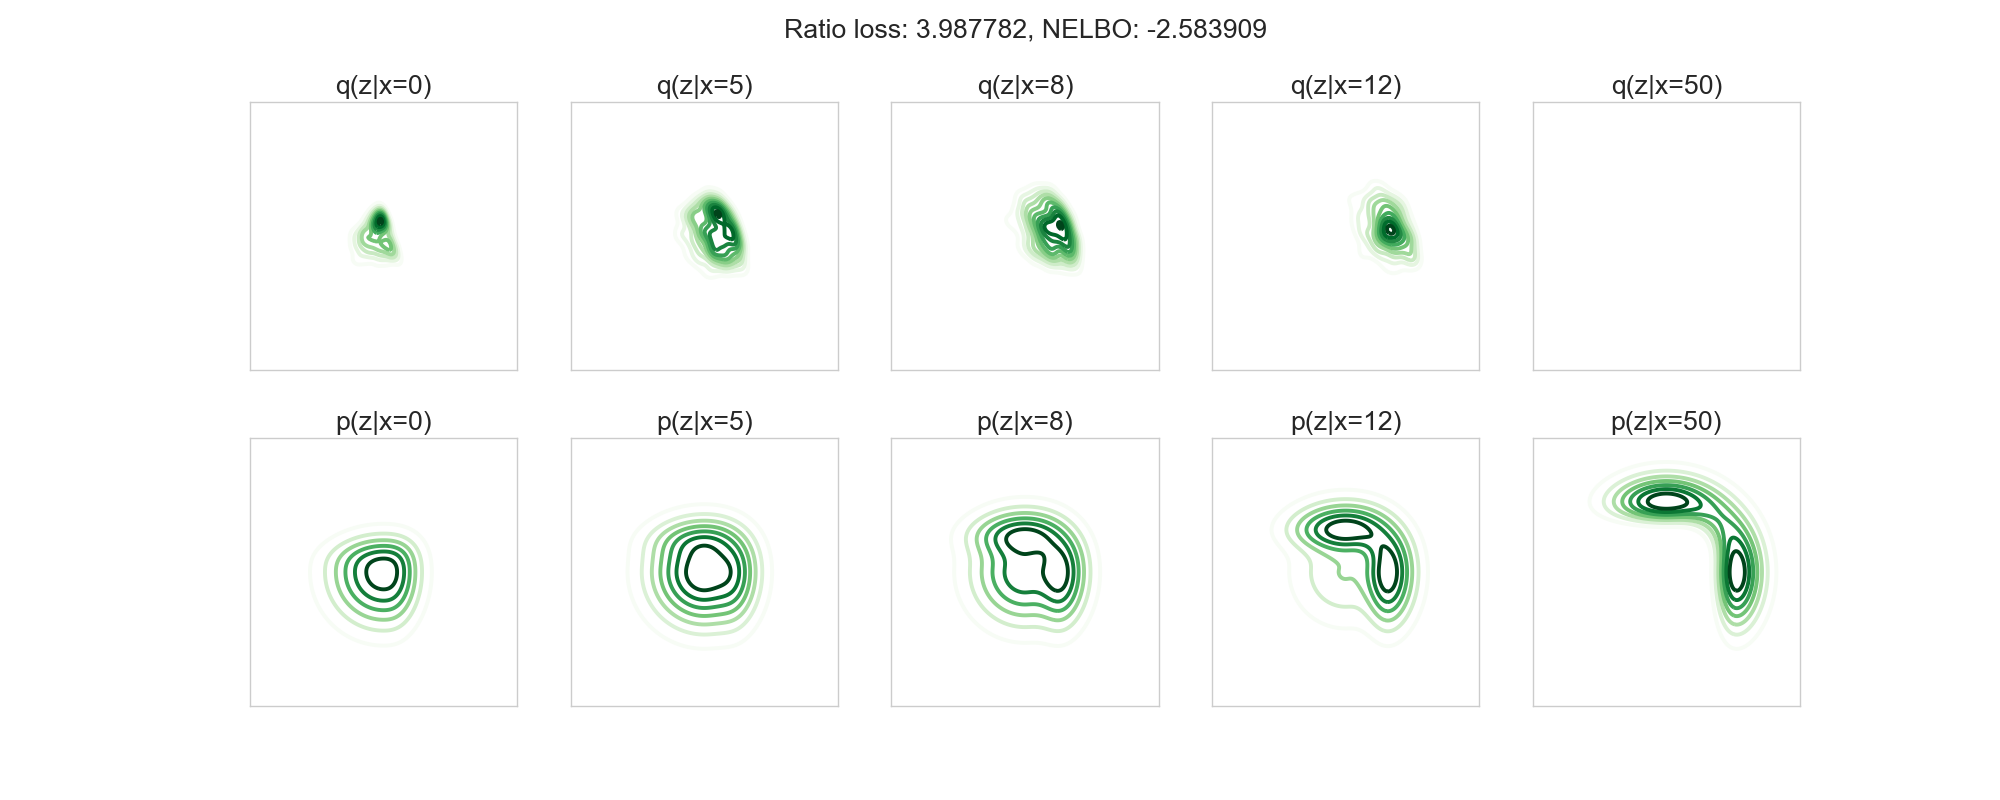 Ratio loss: 3.987782, NELBO: -2.583909
q(z|x=0) q(z|x=5) q(z|x=8) q(z|x=12) q(z|x=50)
p(z|x=0) p(z|x=5) p(z|x=8) p(z|x=12) p(z|x=50)